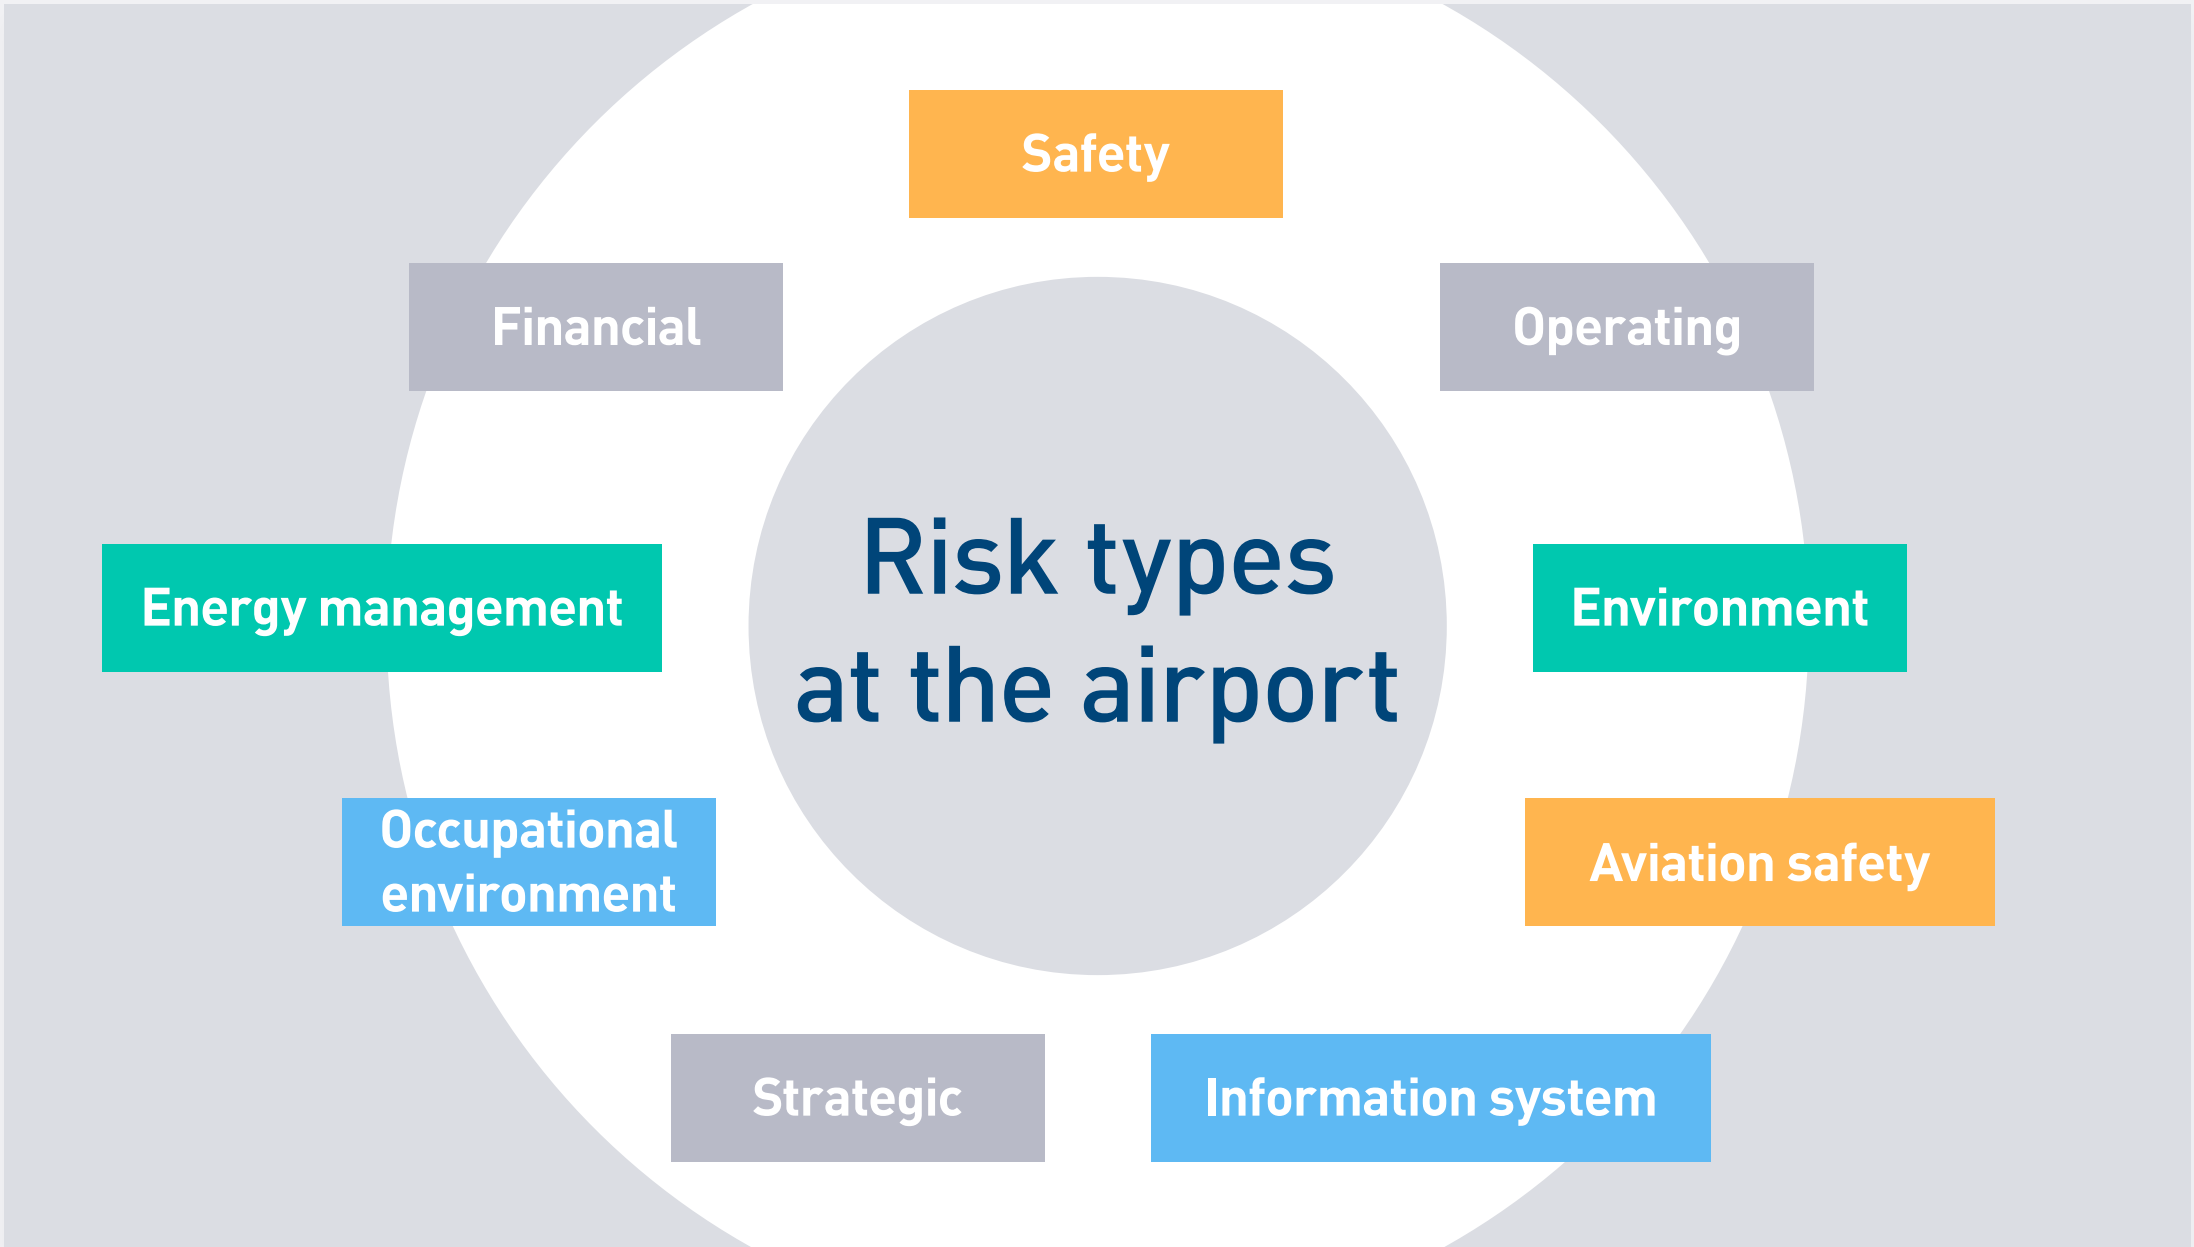 Safety
Financial
Operating
Risk types
at the airport
Energy management
Environment
Occupational
environment
Aviation safety
Strategic
Information system